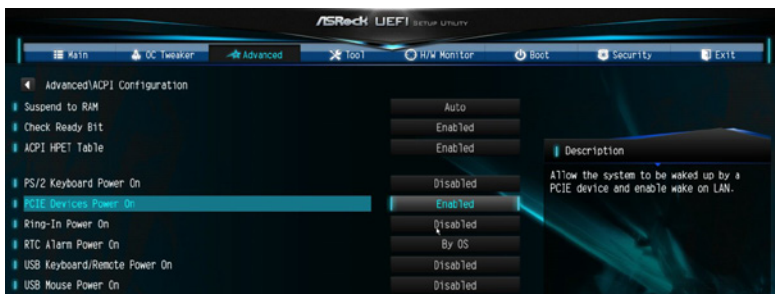 ASRock UEFI SETUP UTILITY
Main OC Tweaker Advanced Tool H/W Monitor Boot Security Exit
Advanced\ACPI Configuration
Suspend to RAM Auto
Check Ready Bit Enabled
ACPI HPET Table Enabled
Description
Allow the system to be waked up by a
PCIE device and enable wake on LAN.
PS/2 Keyboard Power On Disabled
PCIE Devices Power On Enabled
Ring-In Power On Disabled
RTC Alarm Power On By OS
USB Keyboard/Remote Power On Disabled
USB Mouse Power On Disabled